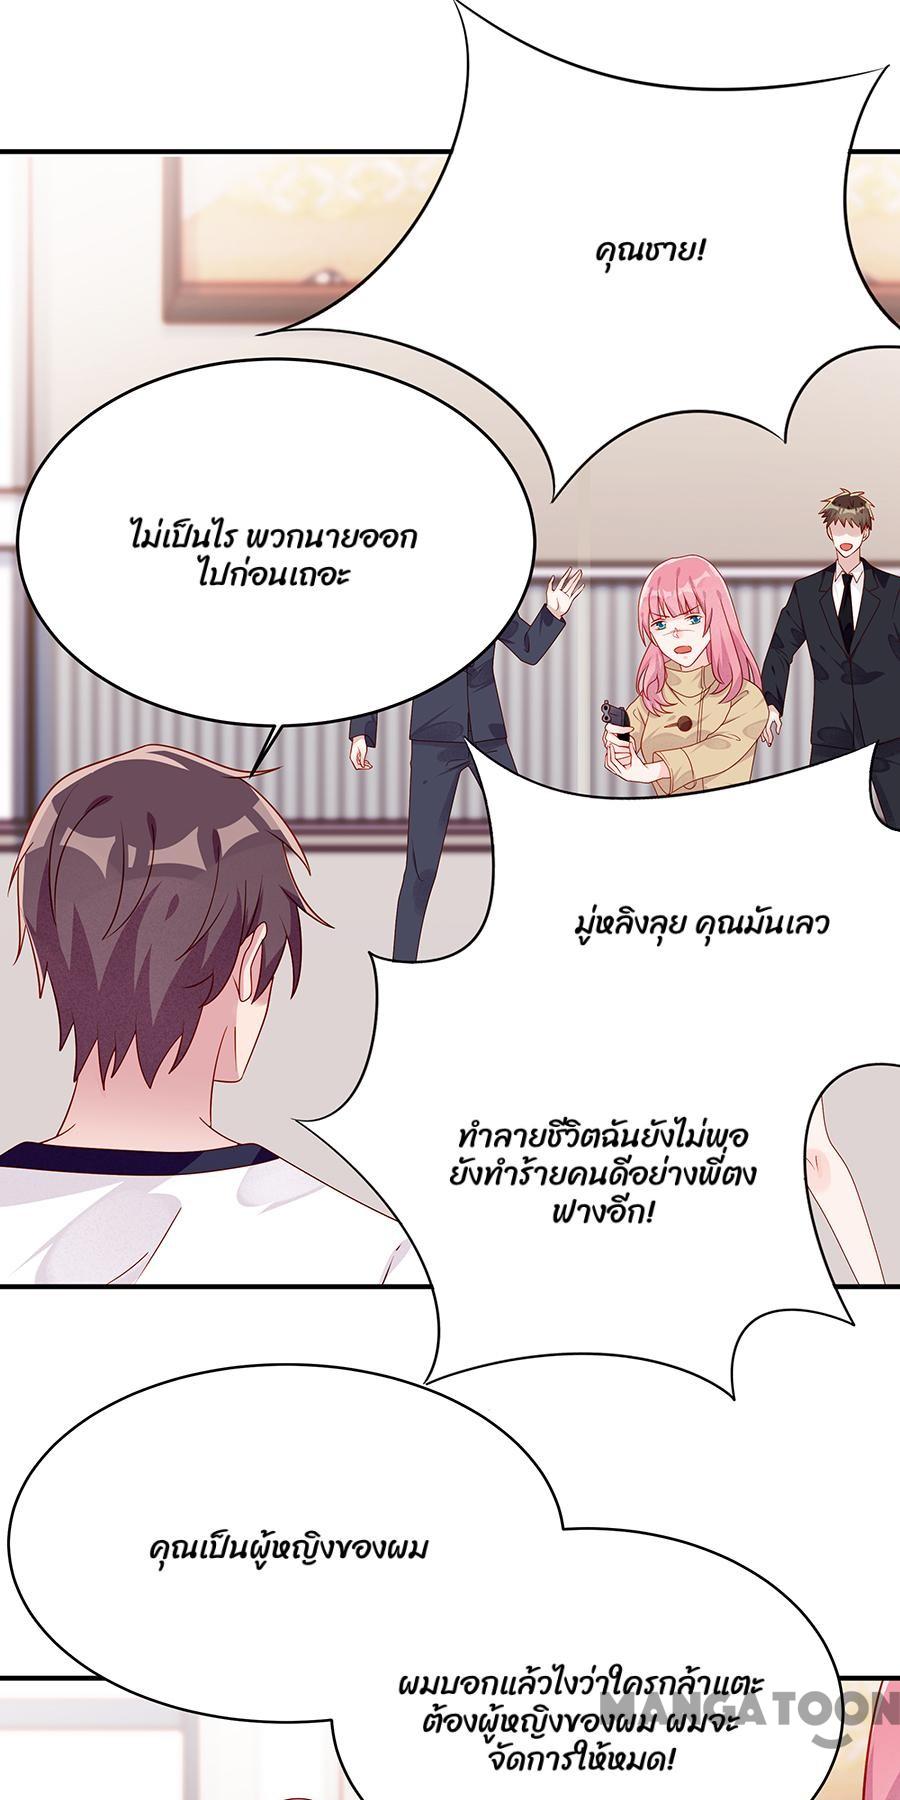 คุณชาย!
ไม่เป็นไร พวกนายออก
ไปก่อนเถอะ
มู่หลิงลุย คุณมันเลว
ทำลายชีวิตฉันยังไม่พอ
ยังทำร้ายคนดีอย่างพี่ตง
ฟางอีก!
คุณเป็นผู้หญิงของผม
ผมบอกแล้วไงว่าใครกล้าแตะ
ต้องผู้หญิงของผม ผมจะ
จัดการให้หมด!
MANGATOON